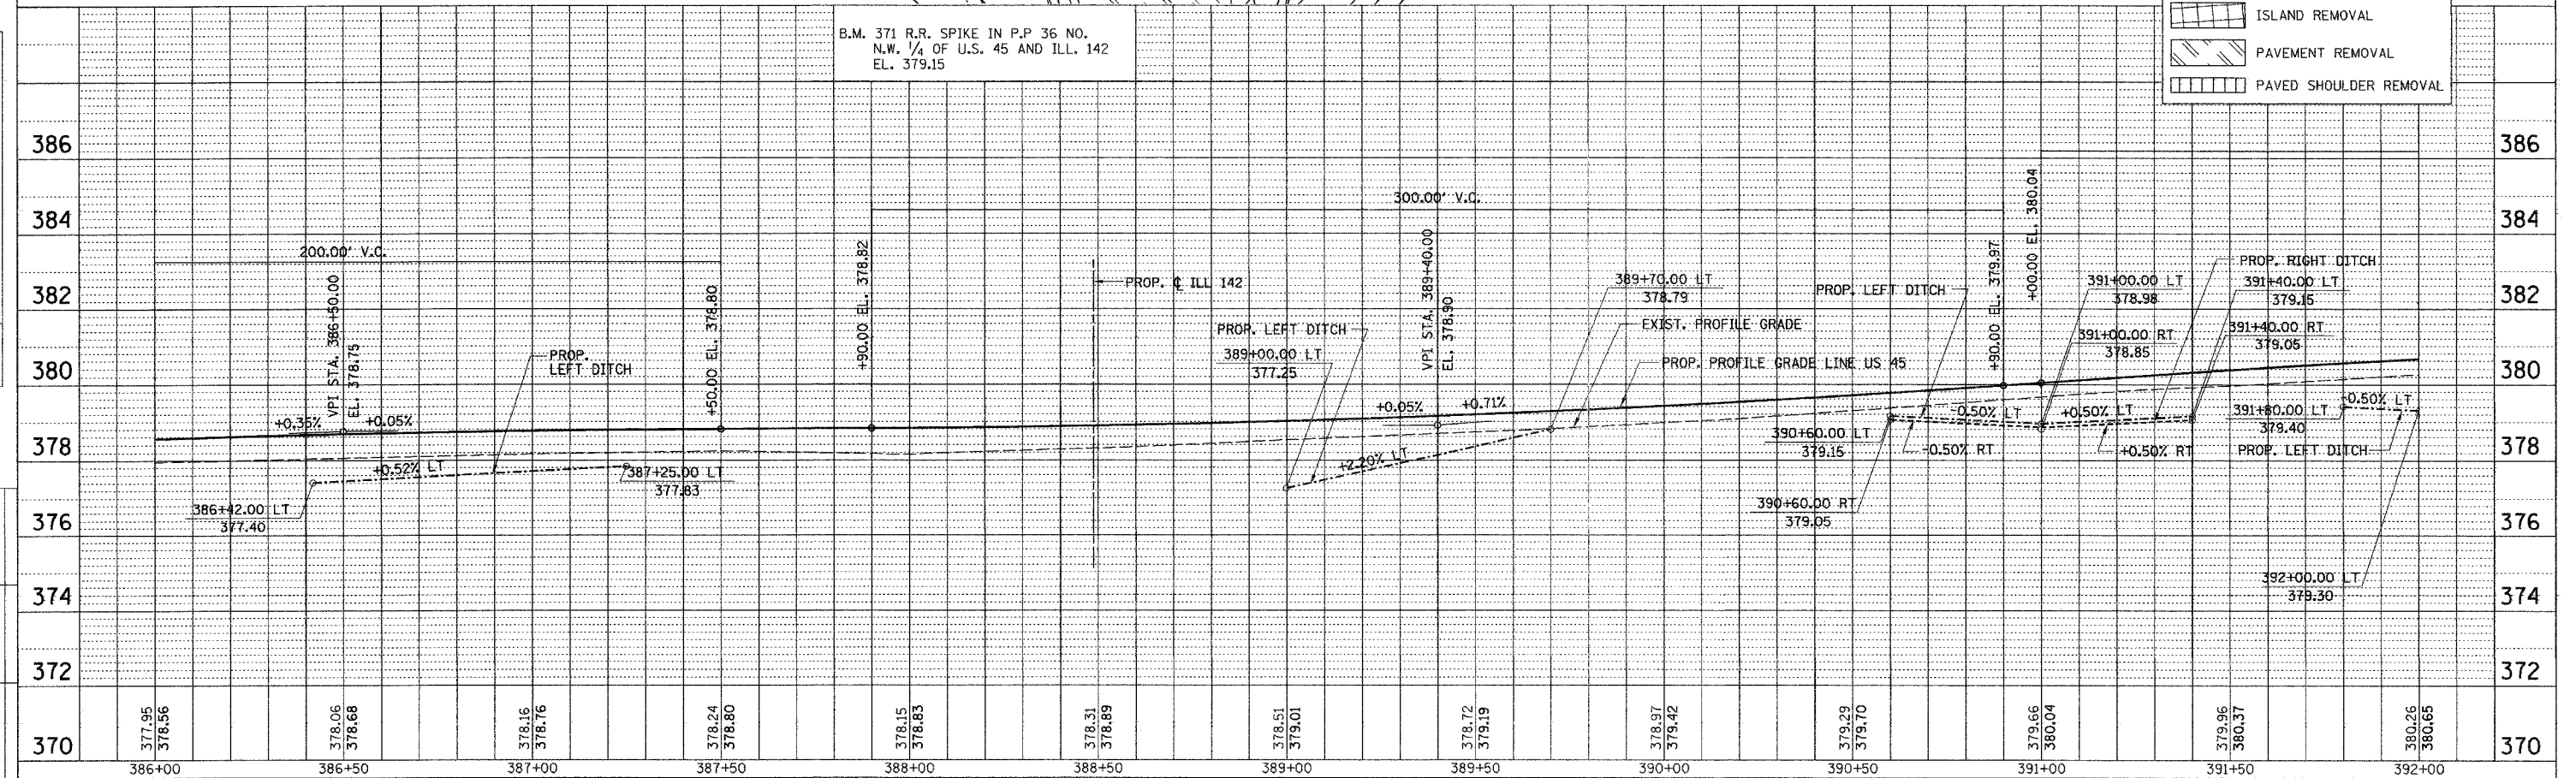 B.M. 371 R.R. SPIKE IN P.P 36 NO.
N.W. 1/4 OF U.S. 45 AND ILL. 142
EL. 379.15
ISLAND REMOVAL
PAVEMENT REMOVAL
PAVED SHOULDER REMOVAL
386
384
382
380
378
376
374
372
370
386
384
382
380
378
376
374
372
370
200.00' V.C.
VPI STA. 386+50.00
EL. 378.75
+0.35%
+0.05%
PROP.
LEFT DITCH
+0.52% LT
386+42.00 LT
377.40
387+25.00 LT
377.83
+50.00 EL. 378.80
+90.00 EL. 378.82
PROP. ℄ ILL 142
300.00' V.C.
VPI STA. 389+40.00
EL. 378.90
+0.05%
+0.71%
PROP. LEFT DITCH
389+00.00 LT
377.25
+2.20% LT
389+70.00 LT
378.79
EXIST. PROFILE GRADE
PROP. PROFILE GRADE LINE US 45
PROP. LEFT DITCH
+90.00 EL. 379.97
+00.00 EL. 380.04
390+60.00 LT
379.15
390+60.00 RT
379.05
-0.50% LT
-0.50% RT
391+00.00 LT
378.98
391+00.00 RT
378.85
+0.50% LT
+0.50% RT
PROP. RIGHT DITCH
391+40.00 LT
379.15
391+40.00 RT
379.05
391+80.00 LT
379.40
-0.50% LT
PROP. LEFT DITCH
392+00.00 LT
379.30
377.95
378.56
378.06
378.68
378.16
378.76
378.24
378.80
378.15
378.83
378.31
378.89
378.51
379.01
378.72
379.19
378.97
379.42
379.29
379.70
379.66
380.04
379.96
380.37
380.26
380.65
386+00
386+50
387+00
387+50
388+00
388+50
389+00
389+50
390+00
390+50
391+00
391+50
392+00